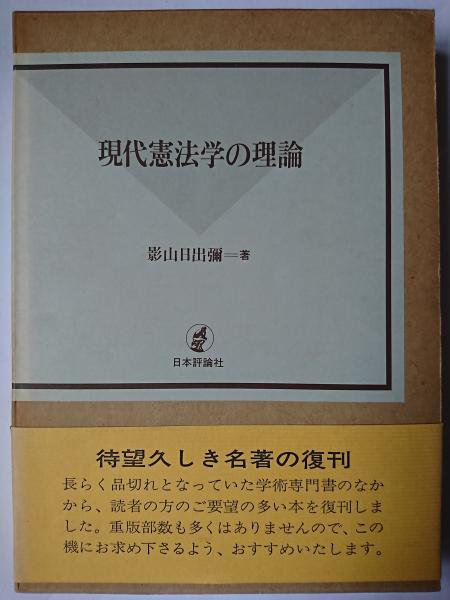 現代憲法学の理論
影山日出彌＝著
日本評論社
待望久しき名著の復刊
長らく品切れとなっていた学術専門書のなか
から、読者の方のご要望の多い本を復刊しま
した。重版部数も多くはありませんので、この
機にお求め下さるよう、おすすめいたします。